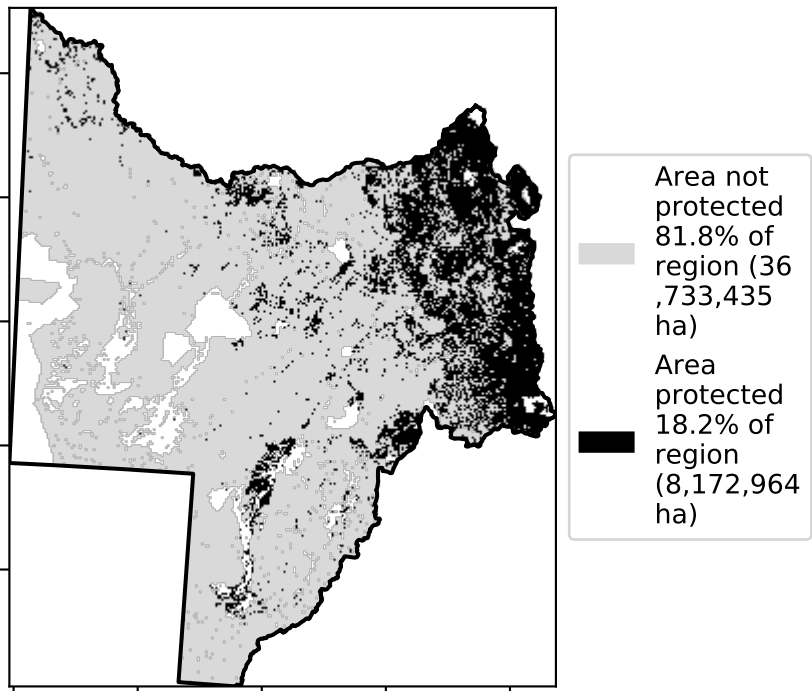 Area not
protected
81.8% of
region (36
,733,435
ha)
Area
protected
18.2% of
region
(8,172,964
ha)